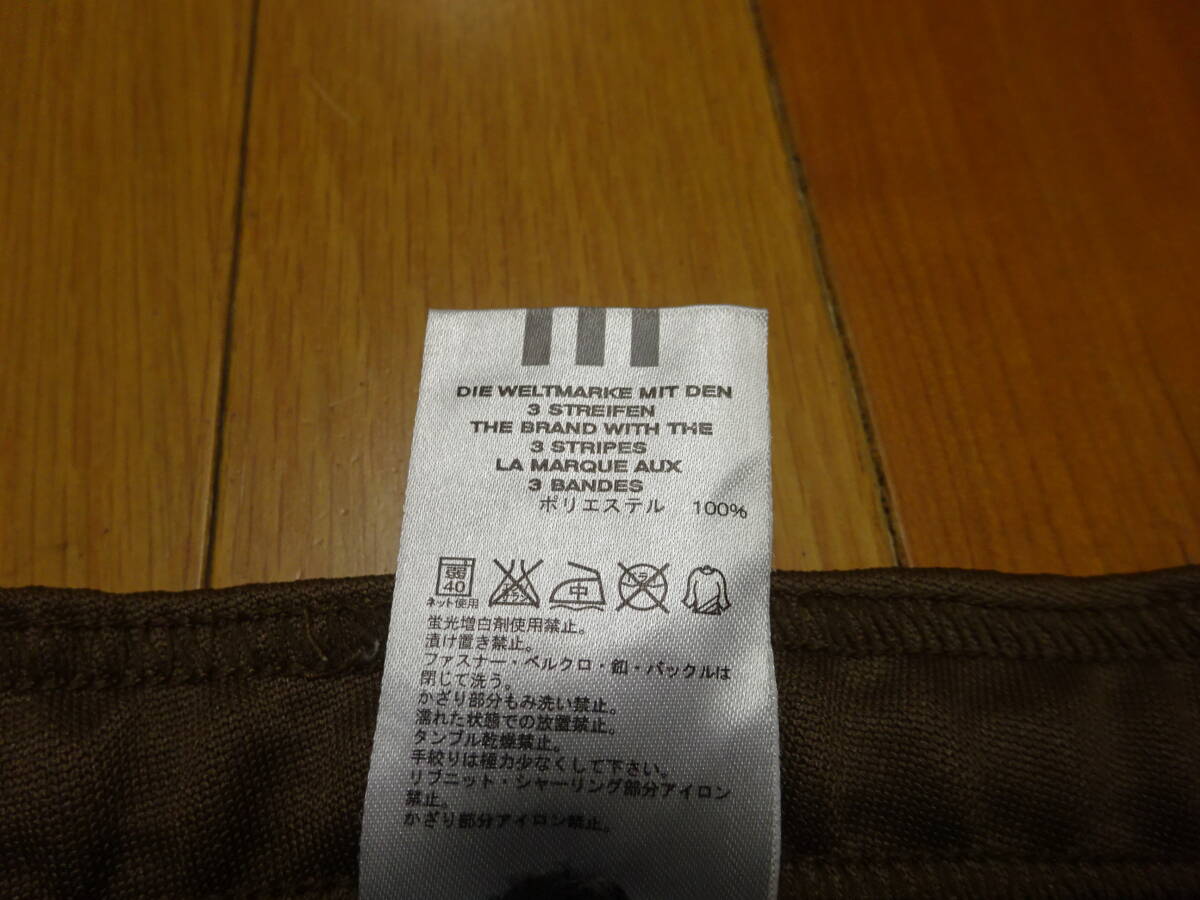 DIE WELTMARKE MIT DEN
3 STREIFEN
THE BRAND WITH THE
3 STRIPES
LA MARQUE AUX
3 BANDES
ポリエステル 100%
弱
40
中
ネット使用
蛍光増白剤使用禁止。
漬け置き禁止。
ファスナー・ベルクロ・釦・バックルは
閉じて洗う。
かざり部分もみ洗い禁止。
濡れた状態での放置禁止。
タンブル乾燥禁止。
手絞りは極力少なくして下さい。
リブニット・シャーリング部分アイロン
禁止。
かざり部分アイロン禁止。